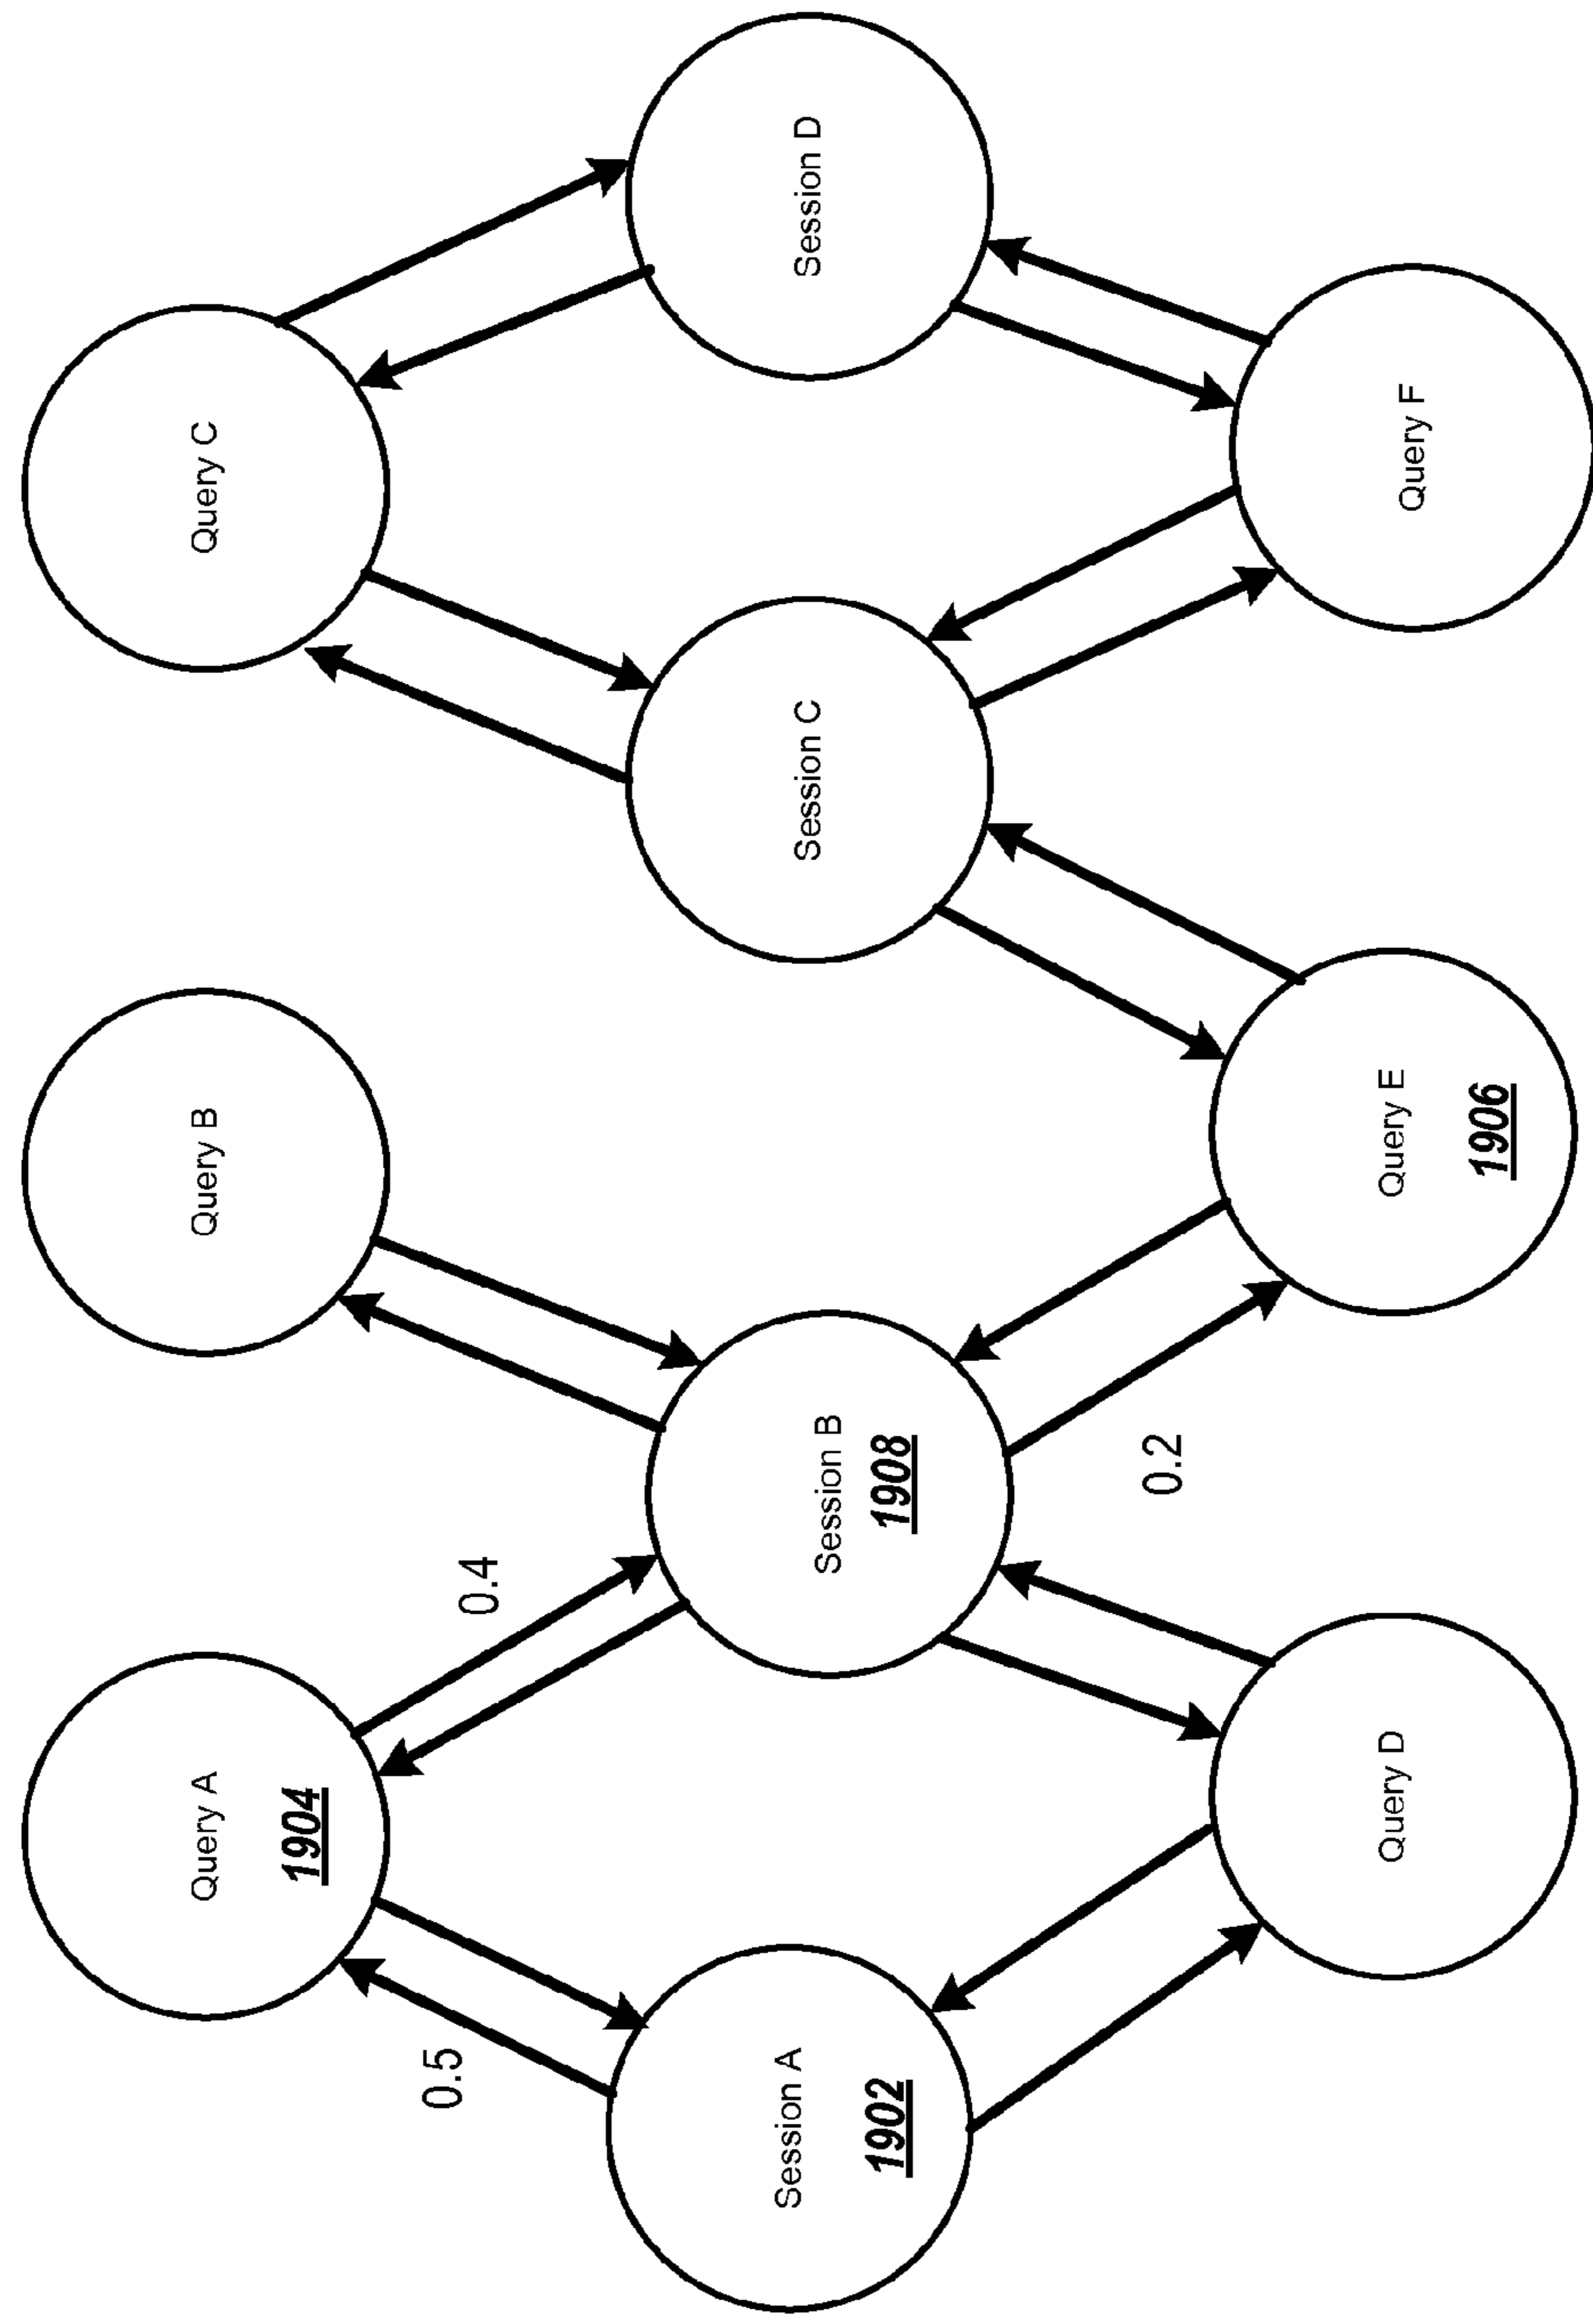 Query A
1904
Query B
Query C
0.5
0.4
Session A
1902
Session B
1908
Session C
Session D
0.2
Query D
Query E
1906
Query F